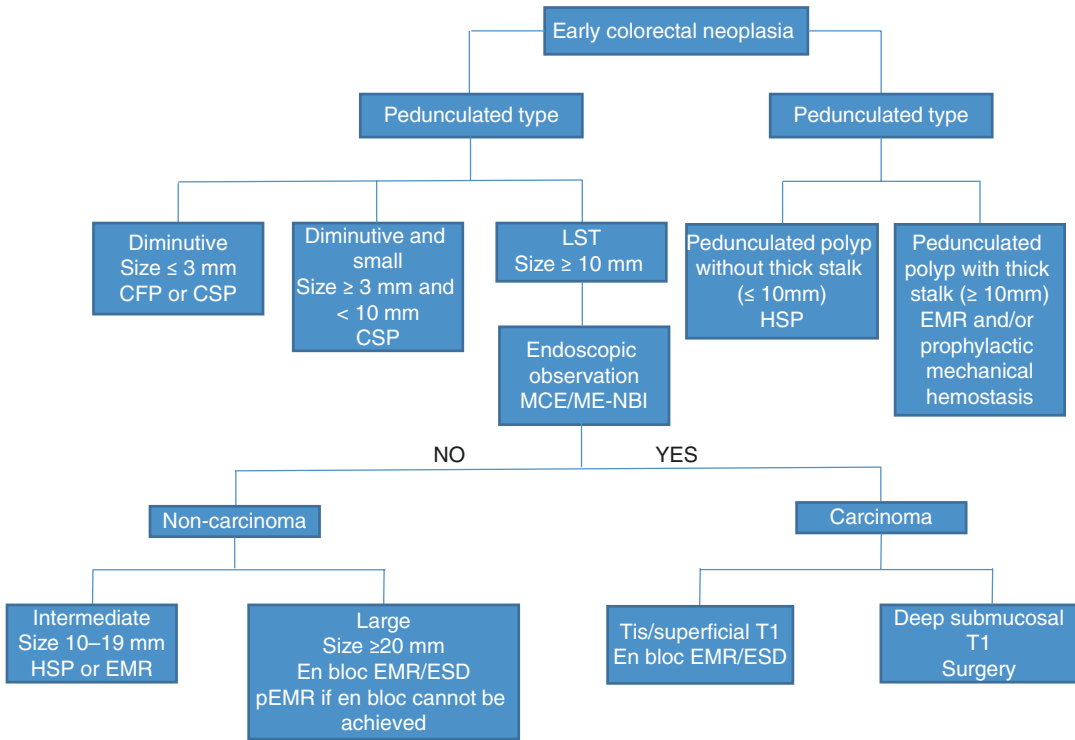 Early colorectal neoplasia
Pedunculated type
Pedunculated type
Diminutive
Size ≤ 3 mm
CFP or CSP
Diminutive and
small
Size ≥ 3 mm and
< 10 mm
CSP
LST
Size ≥ 10 mm
Pedunculated polyp
without thick stalk
(≤ 10mm)
HSP
Pedunculated
polyp with thick
stalk (≥ 10mm)
EMR and/or
prophylactic
mechanical
hemostasis
Endoscopic
observation
MCE/ME-NBI
NO
YES
Non-carcinoma
Carcinoma
Intermediate
Size 10–19 mm
HSP or EMR
Large
Size ≥20 mm
En bloc EMR/ESD
pEMR if en bloc cannot be
achieved
Tis/superficial T1
En bloc EMR/ESD
Deep submucosal
T1
Surgery